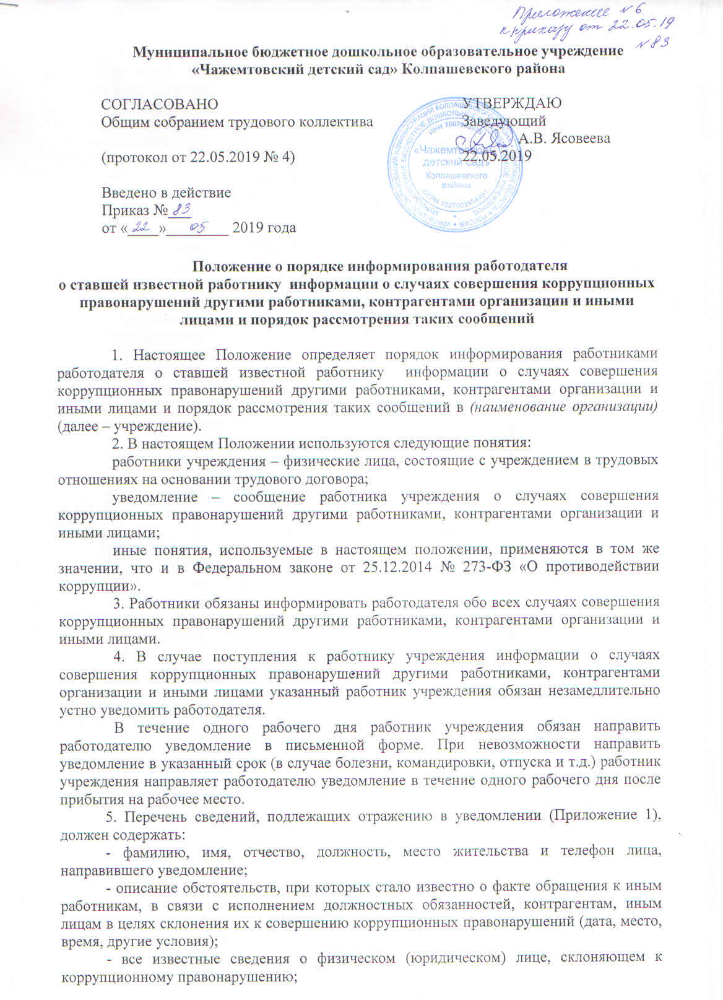 Приложение №6
к приказу от 22.05.19
№83
Муниципальное бюджетное дошкольное образовательное учреждение
«Чажемтовский детский сад» Колпашевского района
СОГЛАСОВАНО
Общим собранием трудового коллектива
(протокол от 22.05.2019 № 4)
УТВЕРЖДАЮ
Заведующий
А.В. Ясовеева
22.05.2019
«Чажемтовский
детский сад»
Колпашевского
района
Введено в действие
Приказ № 83
от «22» 05 2019 года
Положение о порядке информирования работодателя
о ставшей известной работнику информации о случаях совершения коррупционных
правонарушений другими работниками, контрагентами организации и иными
лицами и порядок рассмотрения таких сообщений
1. Настоящее Положение определяет порядок информирования работниками
работодателя о ставшей известной работнику информации о случаях совершения
коррупционных правонарушений другими работниками, контрагентами организации и
иными лицами и порядок рассмотрения таких сообщений в (наименование организации)
(далее – учреждение).
2. В настоящем Положении используются следующие понятия:
работники учреждения – физические лица, состоящие с учреждением в трудовых
отношениях на основании трудового договора;
уведомление – сообщение работника учреждения о случаях совершения
коррупционных правонарушений другими работниками, контрагентами организации и
иными лицами;
иные понятия, используемые в настоящем положении, применяются в том же
значении, что и в Федеральном законе от 25.12.2014 № 273-ФЗ «О противодействии
коррупции».
3. Работники обязаны информировать работодателя обо всех случаях совершения
коррупционных правонарушений другими работниками, контрагентами организации и
иными лицами.
4. В случае поступления к работнику учреждения информации о случаях
совершения коррупционных правонарушений другими работниками, контрагентами
организации и иными лицами указанный работник учреждения обязан незамедлительно
устно уведомить работодателя.
В течение одного рабочего дня работник учреждения обязан направить
работодателю уведомление в письменной форме. При невозможности направить
уведомление в указанный срок (в случае болезни, командировки, отпуска и т.д.) работник
учреждения направляет работодателю уведомление в течение одного рабочего дня после
прибытия на рабочее место.
5. Перечень сведений, подлежащих отражению в уведомлении (Приложение 1),
должен содержать:
- фамилию, имя, отчество, должность, место жительства и телефон лица,
направившего уведомление;
- описание обстоятельств, при которых стало известно о факте обращения к иным
работникам, в связи с исполнением должностных обязанностей, контрагентам, иным
лицам в целях склонения их к совершению коррупционных правонарушений (дата, место,
время, другие условия);
- все известные сведения о физическом (юридическом) лице, склоняющем к
коррупционному правонарушению;